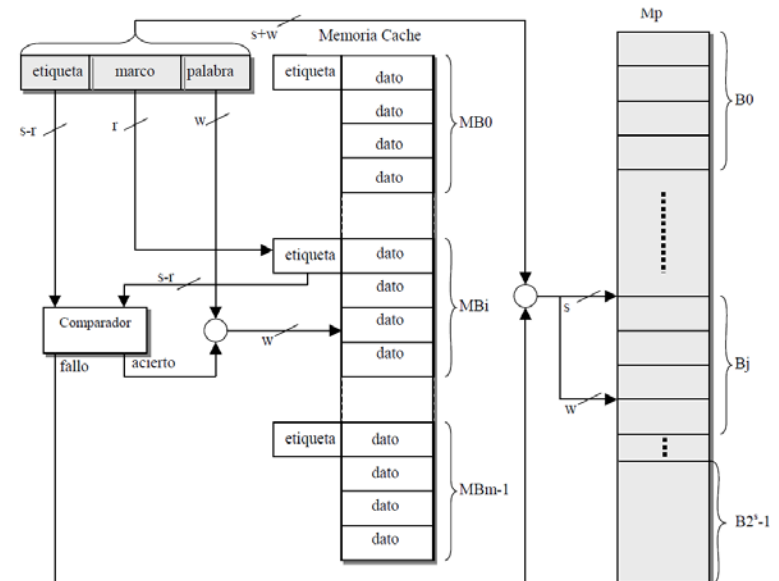 s+w
Memoria Cache
Mp
etiqueta
marco
palabra
etiqueta
dato
dato
dato
dato
MB0
B0
s-r
r
w
etiqueta
dato
dato
dato
dato
MBi
s-r
Comparador
fallo
acierto
w
s
w
Bj
etiqueta
dato
dato
dato
dato
MBm-1
B2ˢ-1